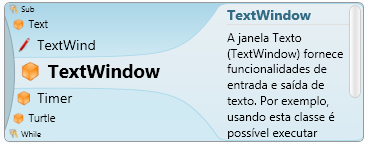 Sub
Text
TextWind
TextWindow
Timer
Turtle
While
TextWindow
A janela Texto
(TextWindow) fornece
funcionalidades de
entrada e saída de
texto. Por exemplo,
usando esta classe é
possível executar